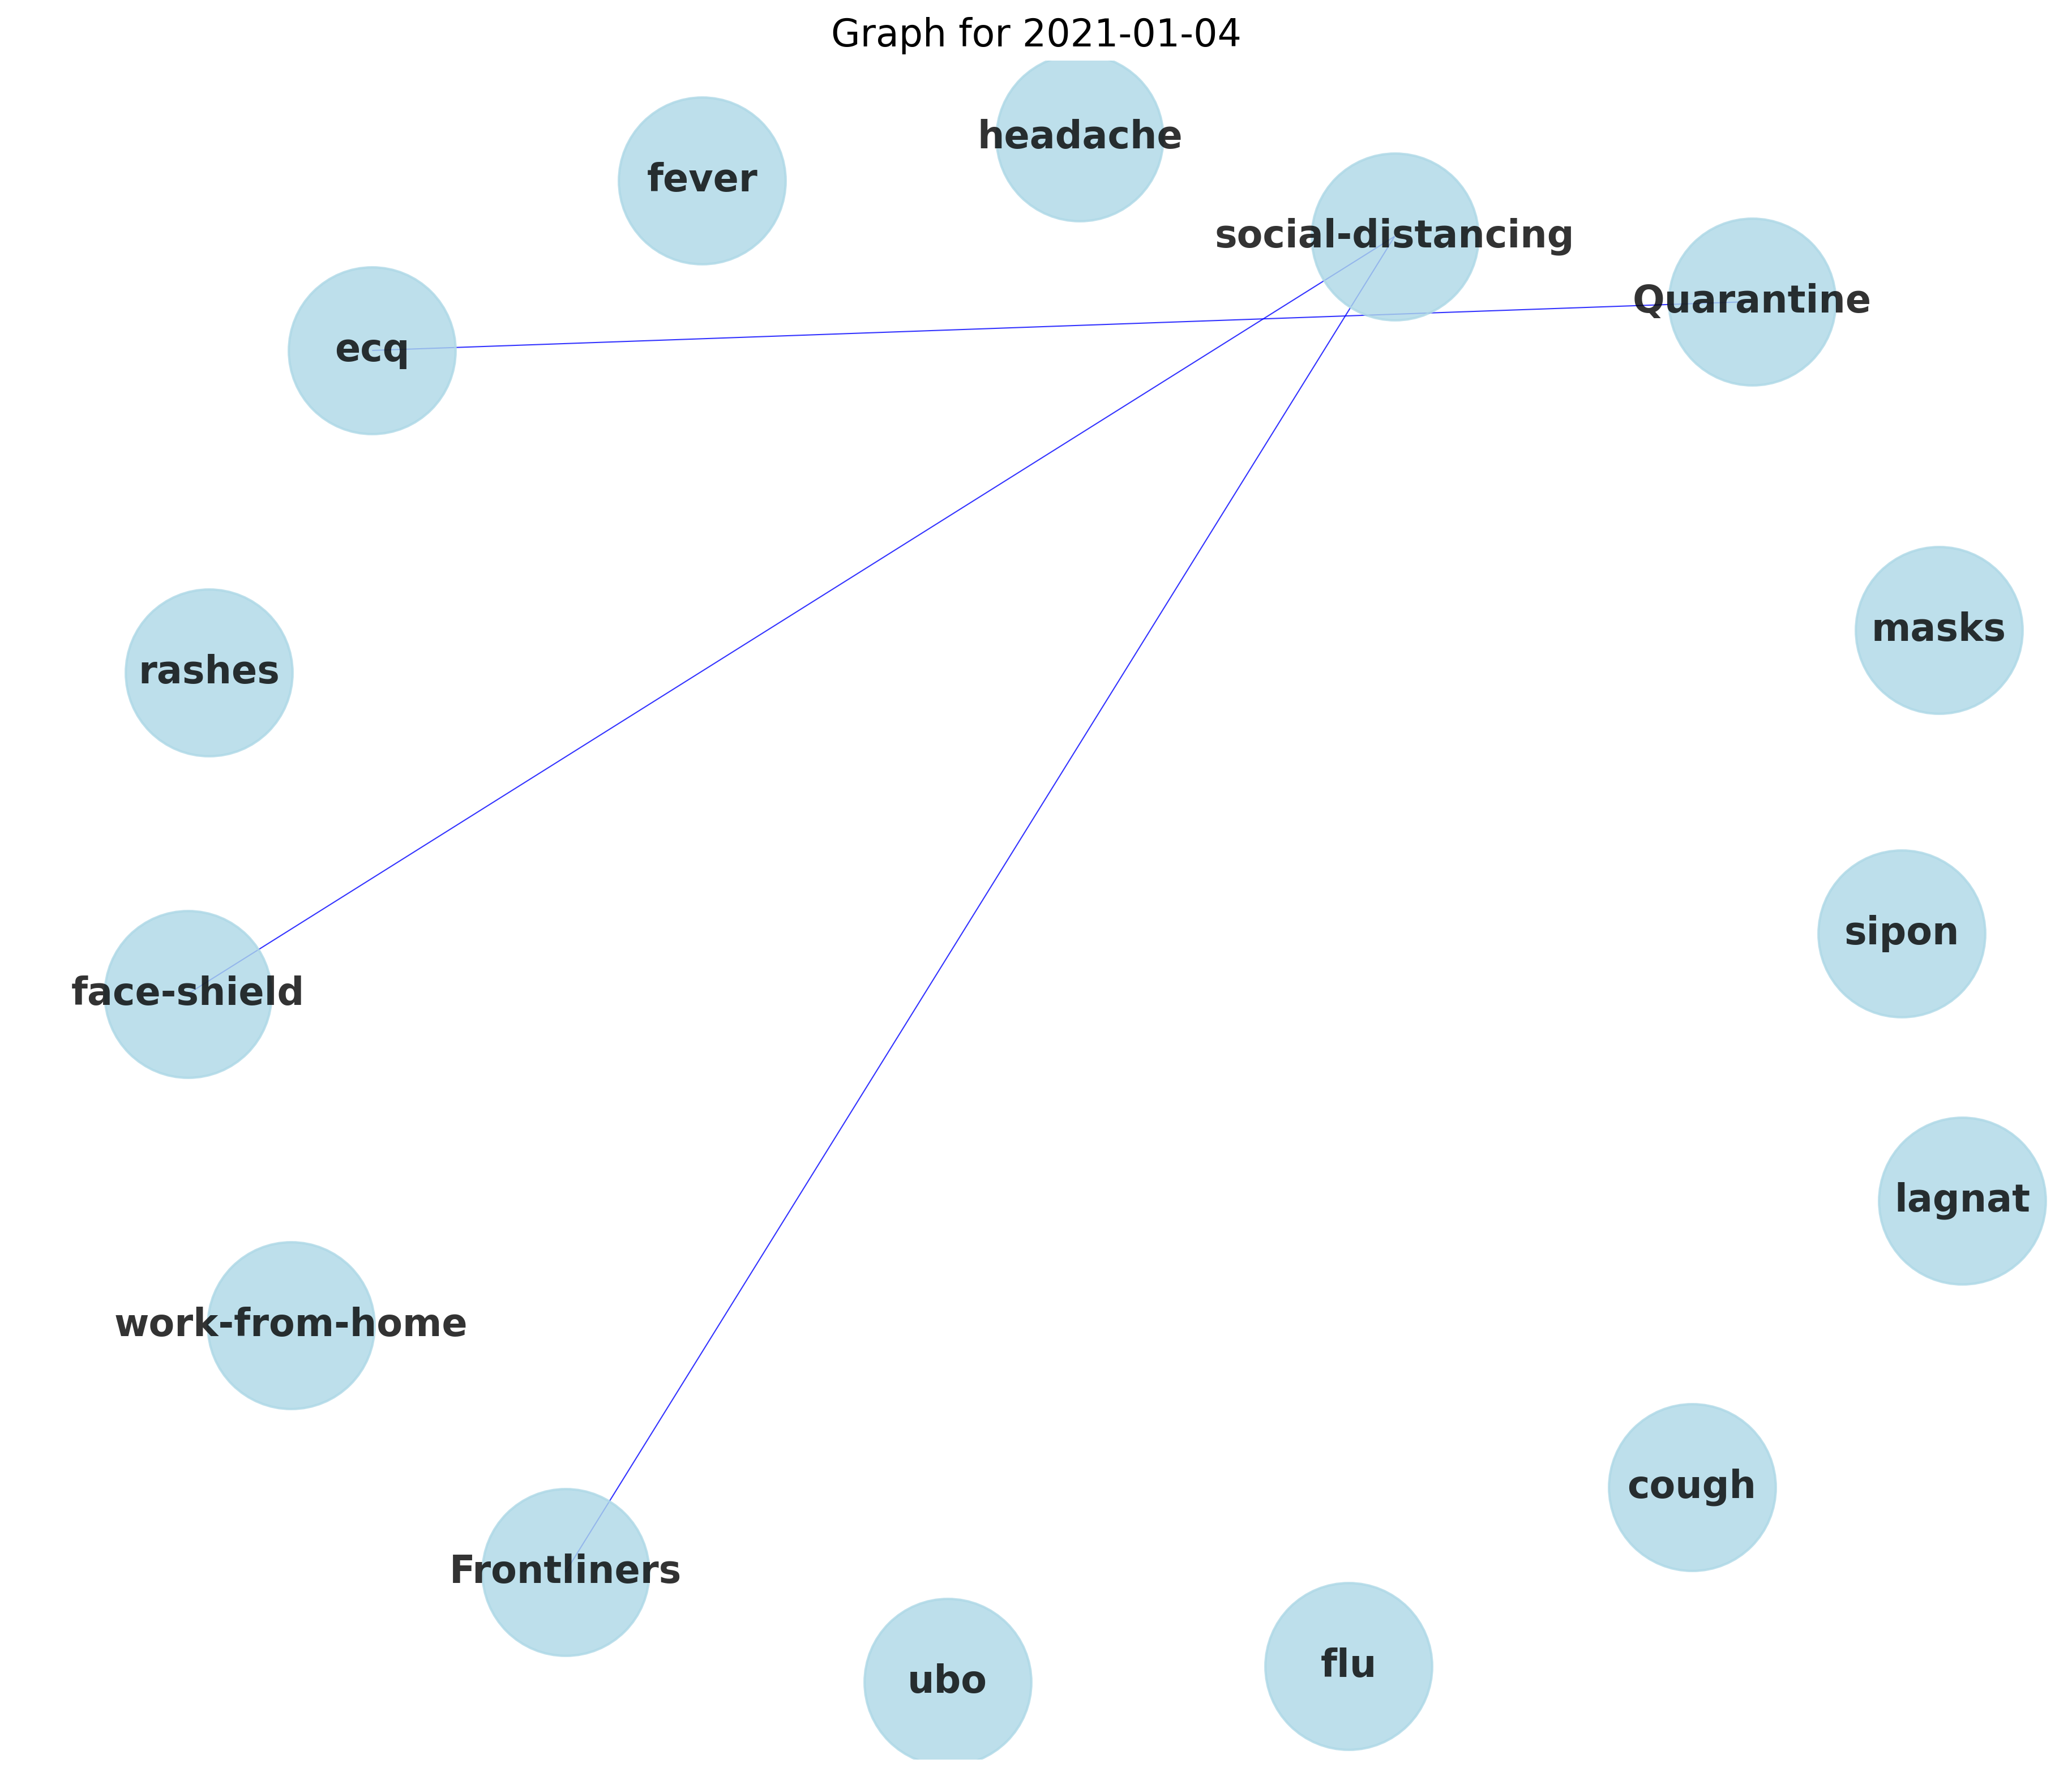 Graph for 2021-01-04
headache
fever
social-distancing
Quarantine
ecq
masks
rashes
sipon
face-shield
lagnat
work-from-home
cough
Frontliners
flu
ubo